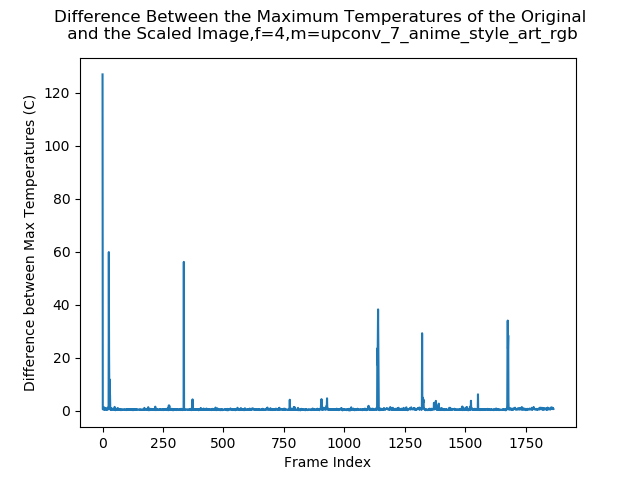 Difference Between the Maximum Temperatures of the Original
and the Scaled Image,f=4,m=upconv_7_anime_style_art_rgb
Difference between Max Temperatures (C)
120
100
80
60
40
20
0
0 250 500 750 1000 1250 1500 1750
Frame Index